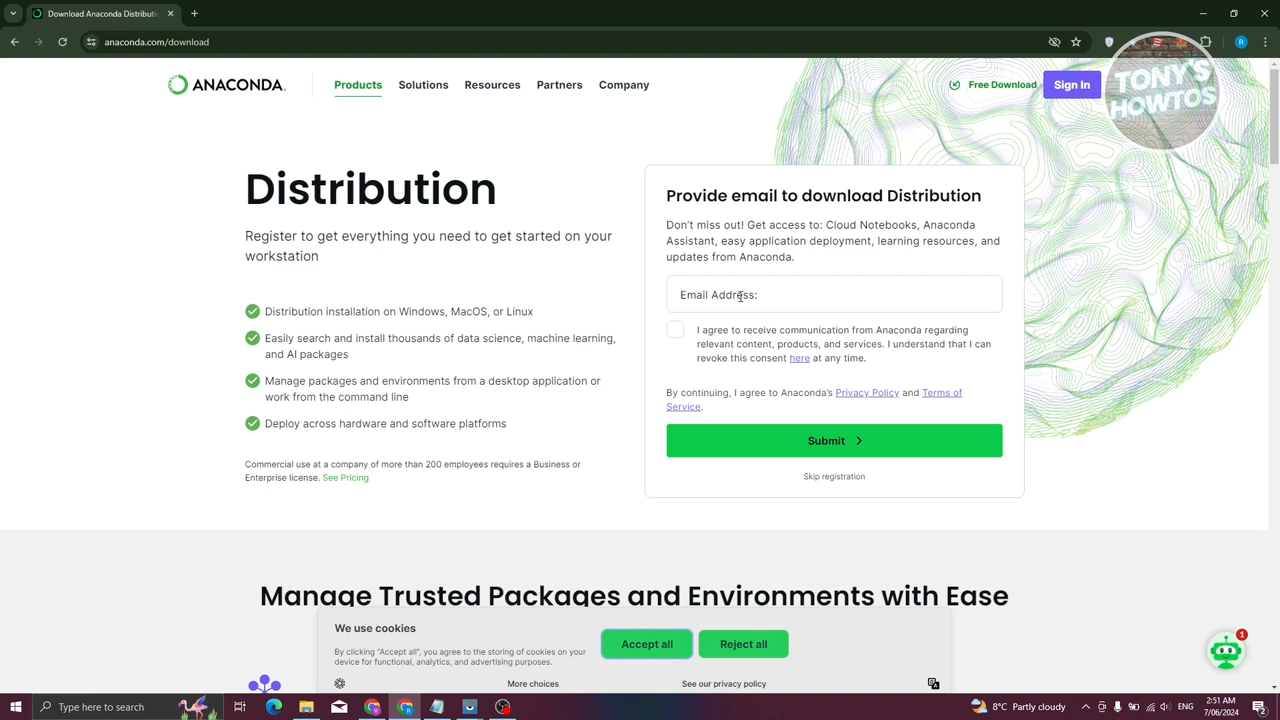 Download Anaconda Distribution
anaconda.com/download
R
TONY'S
HOWTOS
ANACONDA.
Products
Solutions
Resources
Partners
Company
Free Download
Sign In
Distribution
Register to get everything you need to get started on your
workstation
Distribution installation on Windows, MacOS, or Linux
Easily search and install thousands of data science, machine learning,
and AI packages
Manage packages and environments from a desktop application or
work from the command line
Deploy across hardware and software platforms
Commercial use at a company of more than 200 employees requires a Business or
Enterprise license. See Pricing
Provide email to download Distribution
Don't miss out! Get access to: Cloud Notebooks, Anaconda
Assistant, easy application deployment, learning resources, and
updates from Anaconda.
Email Address:
I agree to receive communication from Anaconda regarding
relevant content, products, and services. I understand that I can
revoke this consent here at any time.
By continuing, I agree to Anaconda's Privacy Policy and Terms of
Service.
Submit
Skip registration
Manage Trusted Packages and Environments with Ease
We use cookies
By clicking "Accept all", you agree to the storing of cookies on your
device for functional, analytics, and advertising purposes.
Accept all
Reject all
More choices
See our privacy policy
1
Type here to search
8°C Partly cloudy
2:51 AM
7/06/2024
2